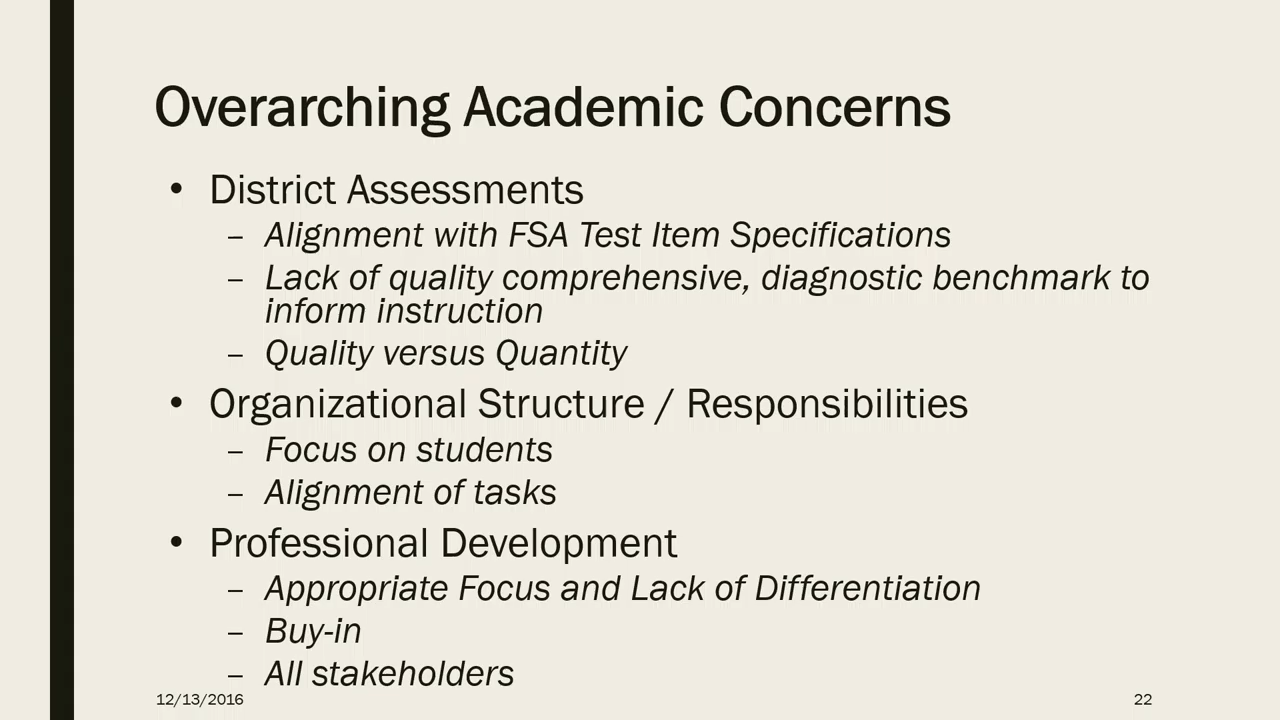 Overarching Academic Concerns
• District Assessments
– Alignment with FSA Test Item Specifications
– Lack of quality comprehensive, diagnostic benchmark to
inform instruction
– Quality versus Quantity
• Organizational Structure / Responsibilities
– Focus on students
– Alignment of tasks
• Professional Development
– Appropriate Focus and Lack of Differentiation
– Buy-in
– All stakeholders
12/13/2016
22